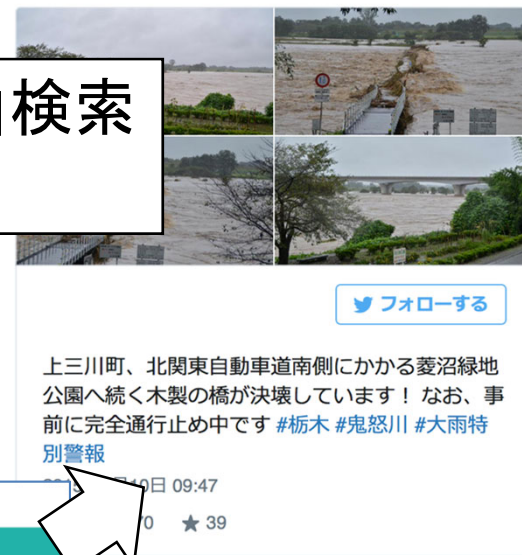 検索
フォローする
上三川町、北関東自動車道南側にかかる菱沼緑地
公園へ続く木製の橋が決壊しています！ なお、事
前に完全通行止め中です #栃木 #鬼怒川 #大雨特
別警報
10日 09:47
0 ★ 39